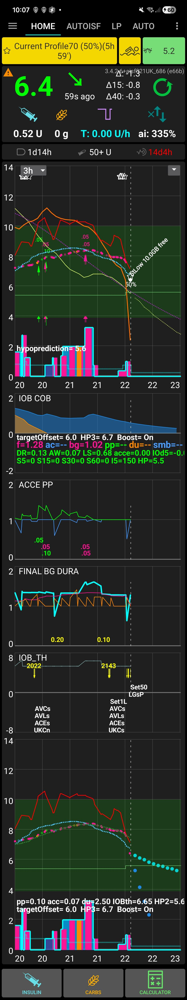 10:07
60
HOME AUTOISF LP AUTO
Current Profile70 (50%)(5h
59')
5.2
3.4.2.6+aisf321UK_686 (e66b)
6.4
Δ: -1.3
Δ15: -0.8
Δ40: -0.3
59s ago
0.52 U 0 g T: 0.00 U/h ai: 335%
1d14h 50+ U 14d4h
14
3h
12
10
.05
.05
.10
.05
.05
8
StLow 10.0GB free
50%
6
4
2
hypoprediction= 5.6
0
20 20 21 21 22 22 23
2
IOB COB
0
targetOffset= 6.0 HP3= 6.7 Boost= On
f=1.28 ac=-- bg=1.02 pp=-- du=-- smb=--
DR=0.13 AW=0.07 LS=0.68 acce=0.00 IOd5=-0.
S5=0 S15=0 S30=0 S60=0 I5=150 HP=5.5
-2
2
ACCE PP
1
.05
.05
.10
.05
.05
0
2
FINAL BG DURA
1
0.20 0.10
0
8
IOB_TH
2022 2143
0
Set50
LGsP
Set1L
AVCs AVCs
AVLs AVLs
ACEs ACEs
UKCn UKCs
-8
14
12
10
8
6
4
pp=0.10 acc=0.07 du=2.50 IOBth=6.65 HP2=5.6
targetOffset= 6.0 HP3= 6.7 Boost= On
2
0
20 20 21 21 22 22 23
INSULIN CARBS CALCULATOR